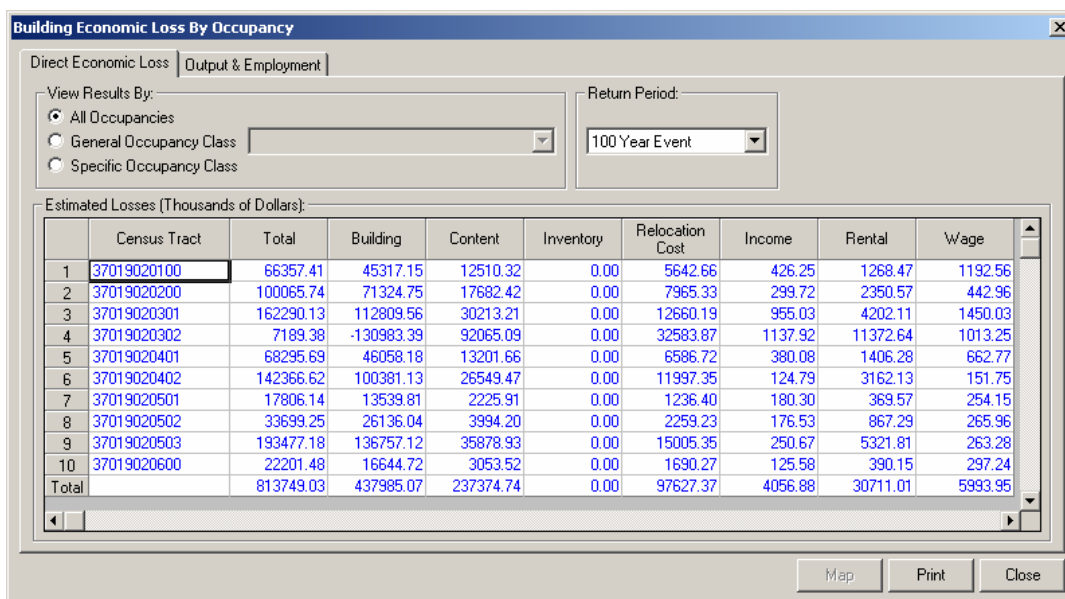 Building Economic Loss By Occupancy
Direct Economic Loss Output & Employment
View Results By: Return Period:
All Occupancies
General Occupancy Class 100 Year Event
Specific Occupancy Class
Estimated Losses (Thousands of Dollars):
Census Tract Total Building Content Inventory Relocation Cost Income Rental Wage
1 37019020100 66357.41 45317.15 12510.32 0.00 5642.66 426.25 1268.47 1192.56
2 37019020200 100065.74 71324.75 17682.42 0.00 7965.33 299.72 2350.57 442.96
3 37019020301 162290.13 112809.56 30213.21 0.00 12660.19 955.03 4202.11 1450.03
4 37019020302 7189.38 -130983.39 92065.09 0.00 32583.87 1137.92 11372.64 1013.25
5 37019020401 68295.69 46058.18 13201.66 0.00 6586.72 380.08 1406.28 662.77
6 37019020402 142366.62 100381.13 26549.47 0.00 11997.35 124.79 3162.13 151.75
7 37019020501 17806.14 13539.81 2225.91 0.00 1236.40 180.30 369.57 254.15
8 37019020502 33699.25 26136.04 3994.20 0.00 2259.23 176.53 867.29 265.96
9 37019020503 193477.18 136757.12 35878.93 0.00 15005.35 250.67 5321.81 263.28
10 37019020600 22201.48 16644.72 3053.52 0.00 1690.27 125.58 390.15 297.24
Total 813749.03 437985.07 237374.74 0.00 97627.37 4056.88 30711.01 5993.95
Map Print Close